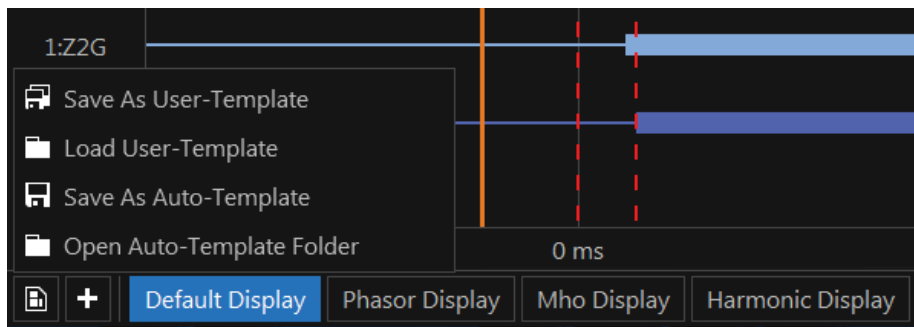 1:Z2G
Save As User-Template
Load User-Template
Save As Auto-Template
Open Auto-Template Folder
0 ms
Default Display Phasor Display Mho Display Harmonic Display